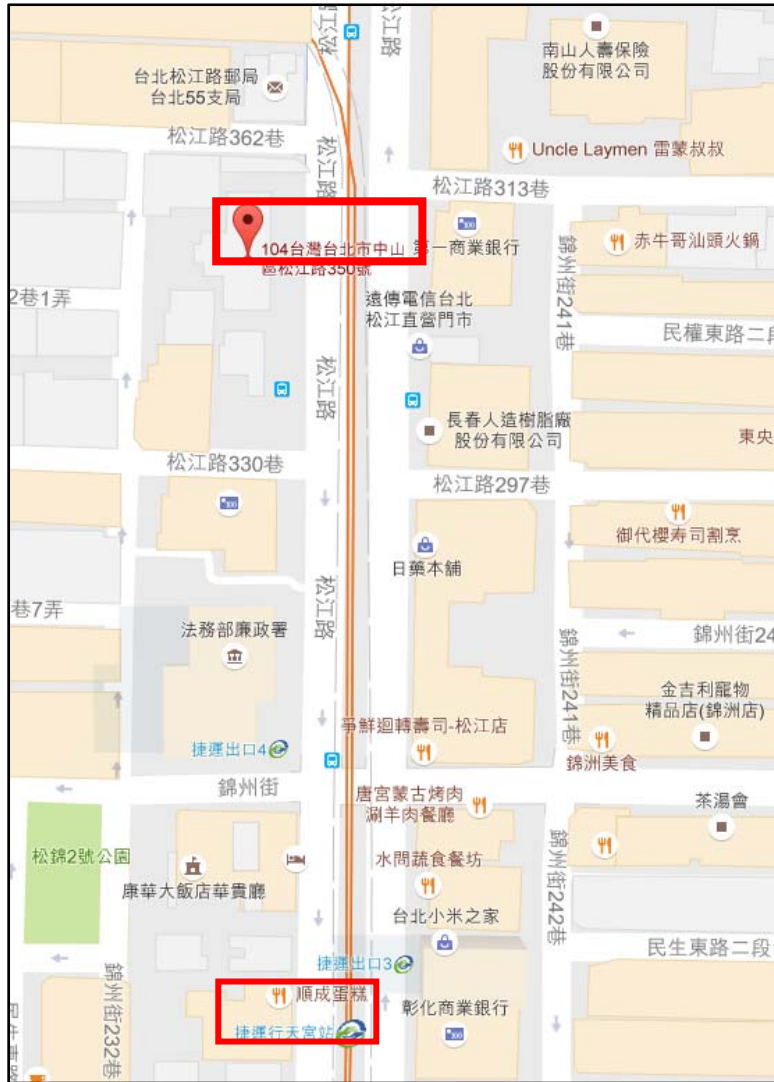 松江路
松江路
南山人壽保險
股份有限公司
台北松江路郵局
台北55支局
松江路362巷
松江路
Uncle Laymen 雷蒙叔叔
松江路313巷
104台灣台北市中山
區松江路350號
第一商業銀行
錦州街241巷
赤牛哥汕頭火鍋
2巷1弄
遠傳電信台北
松江直營門市
民權東路二段
松江路
長春人造樹脂廠
股份有限公司
東央
松江路330巷
松江路297巷
御代櫻寿司割烹
日藥本舖
松江路
巷7弄
法務部廉政署
錦州街24
錦州街241巷
金吉利寵物
精品店(錦洲店)
爭鮮迴轉壽司-松江店
捷運出口4
錦洲美食
錦州街
唐宮蒙古烤肉
涮羊肉餐廳
茶湯會
松錦2號公園
水問蔬食餐坊
康華大飯店華貴廳
錦州街242巷
台北小米之家
民生東路二段
捷運出口3
錦州街232巷
順成蛋糕
彰化商業銀行
捷運行天宮站